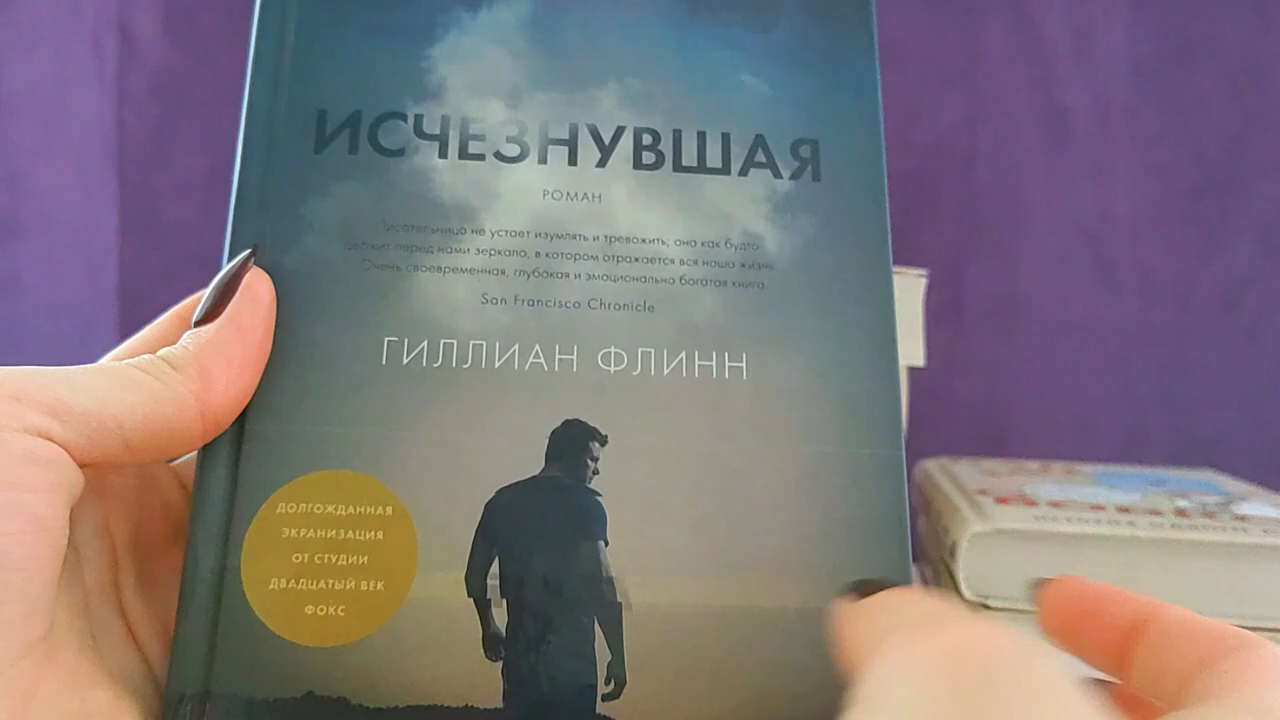 ИСЧЕЗНУВШАЯ
РОМАН
Писательница не устает изумлять и тревожить; она как будто
держит перед нами зеркало, в котором отражается вся наша жизнь.
Очень своевременная, глубокая и эмоционально богатая книга.
San Francisco Chronicle
ГИЛЛИАН ФЛИНН
ДОЛГОЖДАННАЯ
ЭКРАНИЗАЦИЯ
ОТ СТУДИИ
ДВАДЦАТЫЙ ВЕК
ФОКС